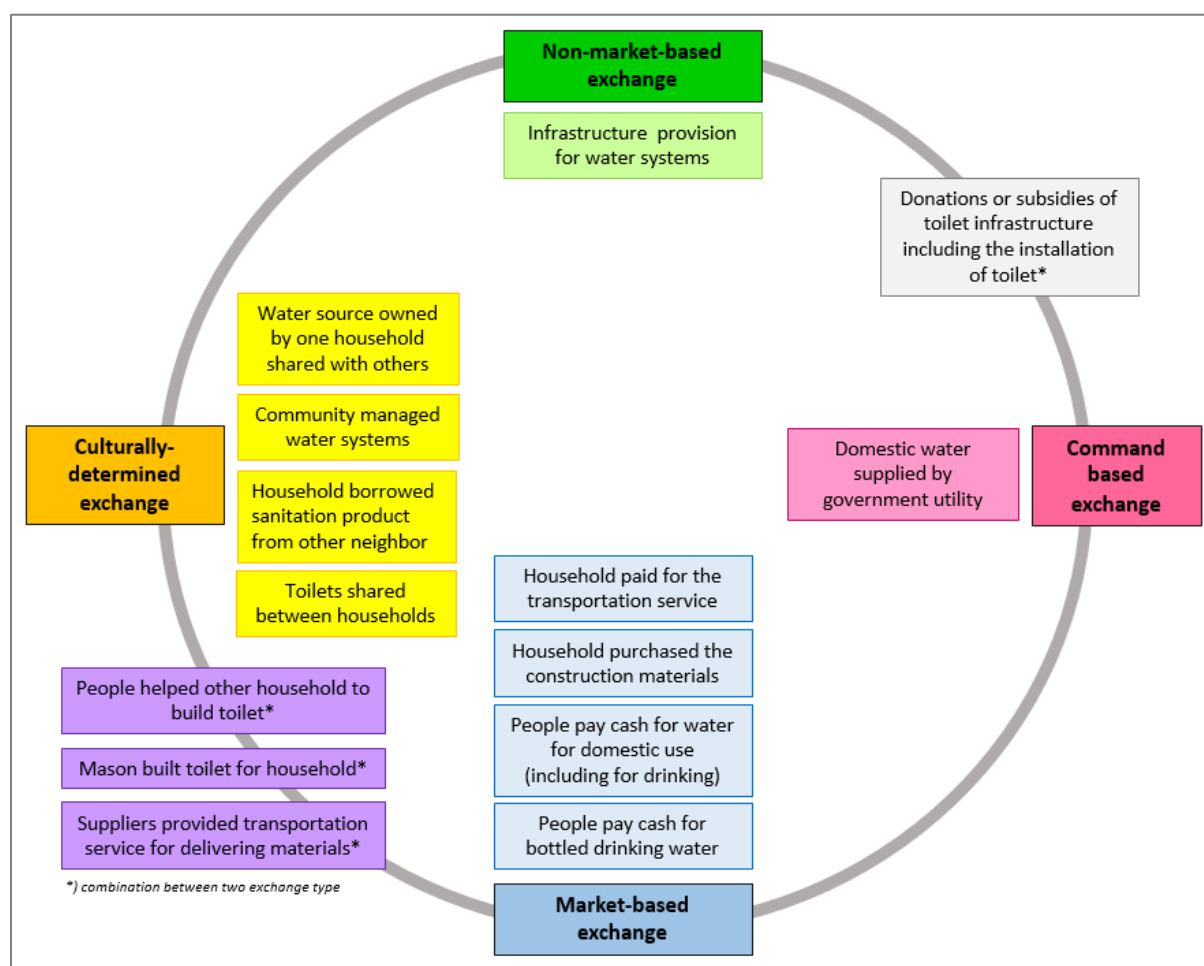 Non-market-based
exchange
Infrastructure provision
for water systems
Donations or subsidies of
toilet infrastructure
including the installation
of toilet*
Water source owned
by one household
shared with others
Community managed
water systems
Household borrowed
sanitation product
from other neighbor
Toilets shared
between households
Culturally-
determined
exchange
Domestic water
supplied by
government utility
Command
based
exchange
Household paid for the
transportation service
Household purchased the
construction materials
People pay cash for water
for domestic use
(including for drinking)
People pay cash for
bottled drinking water
People helped other household to
build toilet*
Mason built toilet for household*
Suppliers provided transportation
service for delivering materials*
*) combination between two exchange type
Market-based
exchange